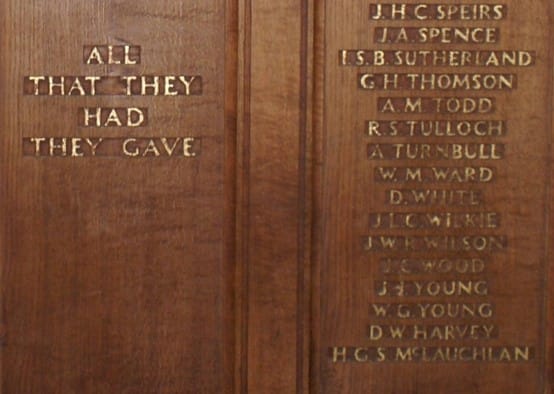 ALL
THAT THEY
HAD
THEY GAVE
J.H.C. SPEIRS
J.A. SPENCE
I.S.B. SUTHERLAND
G.H. THOMSON
A.M. TODD
R.S. TULLOCH
A. TURNBULL
W.M. WARD
D. WHITE
J.L.C. WILKIE
J.W.R. WILSON
J.C. WOOD
J.J. YOUNG
W.G. YOUNG
D.W. HARVEY
H.G.S. McLAUCHLAN